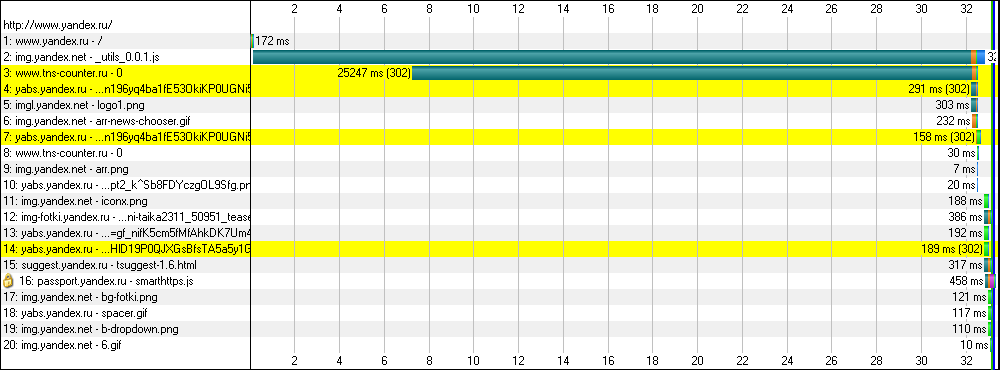 2 4 6 8 10 12 14 16 18 20 22 24 26 28 30 32
http://www.yandex.ru/
1: www.yandex.ru - / 172 ms
2: img.yandex.net - _utils_0.0.1.js
3: www.tns-counter.ru - 0 25247 ms (302)
4: yabs.yandex.ru - ...n196yq4ba1fE53OkiKP0UGNi5 291 ms (302)
5: imgl.yandex.net - logo1.png 303 ms
6: img.yandex.net - arr-news-chooser.gif 232 ms
7: yabs.yandex.ru - ...n196yq4ba1fE53OkiKP0UGNi5 158 ms (302)
8: www.tns-counter.ru - 0 30 ms
9: img.yandex.net - arr.png 7 ms
10: yabs.yandex.ru - ...pt2_k^Sb8FDYczgOL9Sfg.pr 20 ms
11: img.yandex.net - iconx.png 188 ms
12: img-fotki.yandex.ru - ...ni-taika2311_50951_tease 386 ms
13: yabs.yandex.ru - ...=gf_nifK5cm5fMfAhkDK7Um4 192 ms
14: yabs.yandex.ru - ...HID19P0QJXGsBfsTA5a5y1G 189 ms (302)
15: suggest.yandex.ru - tsuggest-1.6.html 317 ms
16: passport.yandex.ru - smarthttps.js 458 ms
17: img.yandex.net - bg-fotki.png 121 ms
18: yabs.yandex.ru - spacer.gif 117 ms
19: img.yandex.net - b-dropdown.png 110 ms
20: img.yandex.net - 6.gif 10 ms
2 4 6 8 10 12 14 16 18 20 22 24 26 28 30 32